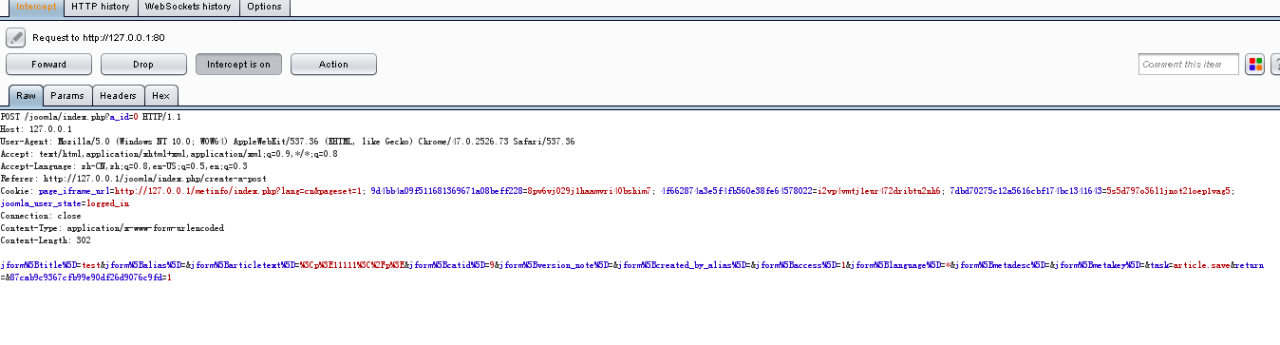 Intercept HTTP history WebSockets history Options
Request to http://127.0.0.1:80
Forward Drop Intercept is on Action Comment this item ?
Raw Params Headers Hex
POST /joomla/index.php?a_id=0 HTTP/1.1
Host: 127.0.0.1
User-Agent: Mozilla/5.0 (Windows NT 10.0; WOW64) AppleWebKit/537.36 (KHTML, like Gecko) Chrome/47.0.2526.73 Safari/537.36
Accept: text/html,application/xhtml+xml,application/xml;q=0.9,*/*;q=0.8
Accept-Language: zh-CN,zh;q=0.8,en-US;q=0.5,en;q=0.3
Referer: http://127.0.0.1/joomla/index.php/create-a-post
Cookie: page_iframe_url=http://127.0.0.1/metinfo/index.php?lang=cn&pageset=1; 9d4bb4a09f511681369671a08beff228=8pv6vj029j1haamvri40bshim7; 4f662874a3e5f4fb560e38fe64578022=i2vp4vmtj1eur472dribtu2nh6; 7dbd70275c12a5616cbf174bc1341643=5s5d797o36l1jnot21oep1vag5;
joomla_user_state=logged_in
Connection: close
Content-Type: application/x-www-form-urlencoded
Content-Length: 302
jform%5Btitle%5D=test&jform%5Balias%5D=&jform%5Barticletext%5D=%3Cp%3E11111%3C%2Fp%3E&jform%5Bcatid%5D=9&jform%5Bversion_note%5D=&jform%5Bcreated_by_alias%5D=&jform%5Baccess%5D=1&jform%5Blanguage%5D=*&jform%5Bmetadesc%5D=&jform%5Bmetakey%5D=&task=article.save&return
=&87cab9c9367cfb99e90df26d9076c9fd=1